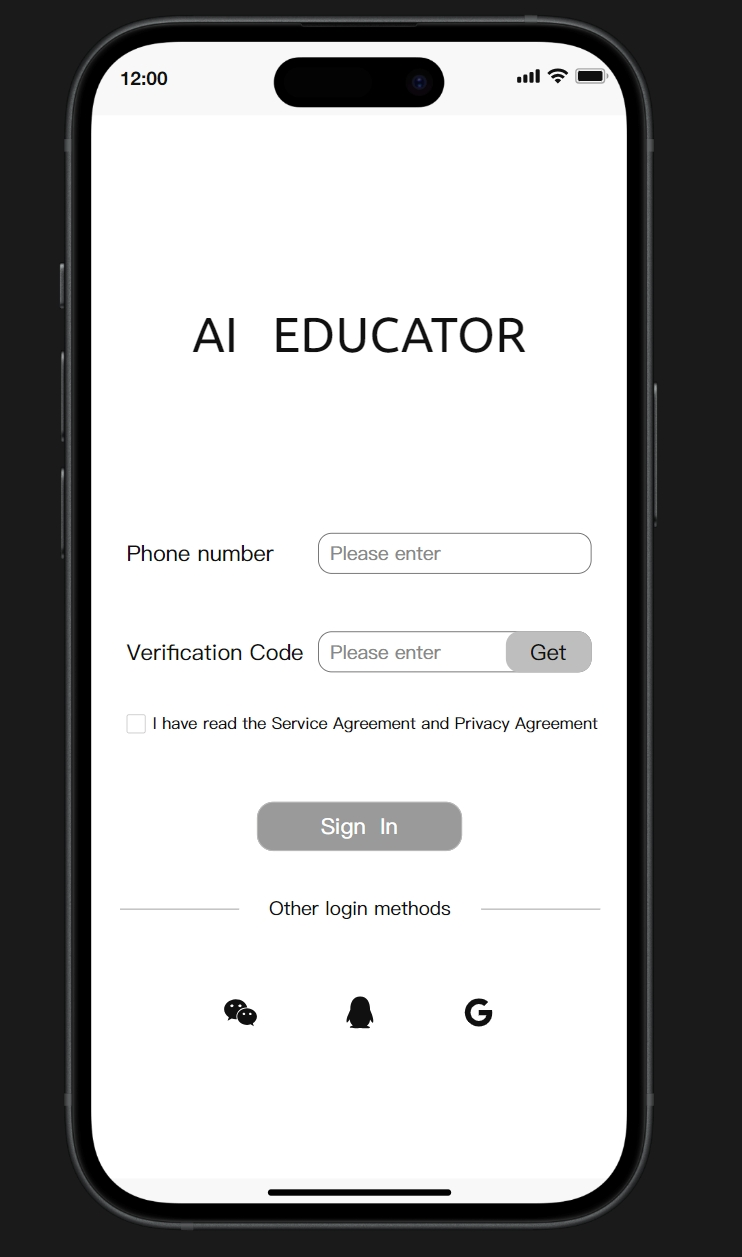 12:00
AI EDUCATOR
Phone number Please enter
Verification Code Please enter Get
I have read the Service Agreement and Privacy Agreement
Sign In
Other login methods